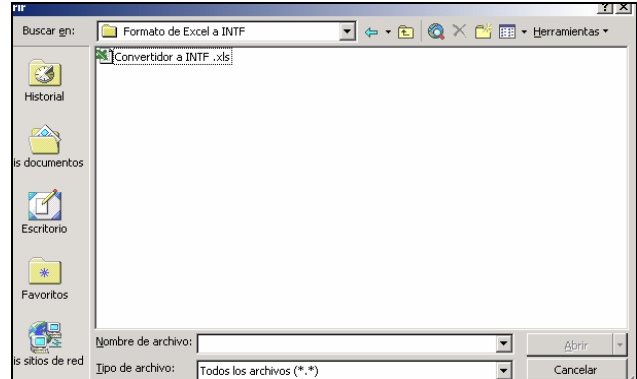 rir
Buscar en: Formato de Excel a INTF Herramientas
Convertidor a INTF .xls
Historial
is documentos
Escritorio
Favoritos
is sitios de red
Nombre de archivo: Abrir
Tipo de archivo: Todos los archivos (*.*) Cancelar